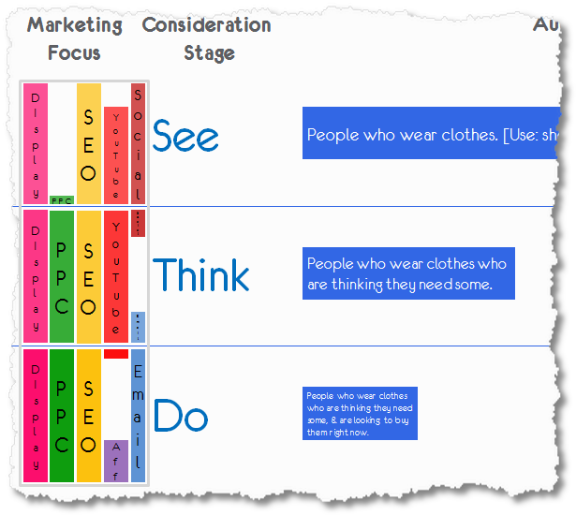 Marketing Consideration Au
Focus Stage
Display
PPC
SEO
YouTube
Social
See
People who wear clothes. [Use: sh
Display
PPC
SEO
YouTube
Think
People who wear clothes who
are thinking they need some.
Display
PPC
SEO
Aff
Email
Do
People who wear clothes
who are thinking they need
some, & are looking to buy
them right now.